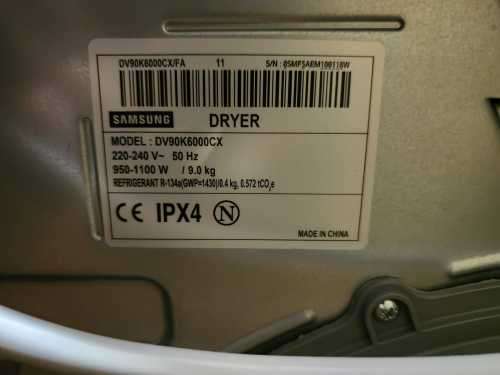 DV90K6000CX/FA 11 S/N : 0SMF5AEM100118W
SAMSUNG DRYER
MODEL : DV90K6000CX
220-240 V~ 50 Hz
950-1100 W / 9.0 kg
REFRIGERANT R-134a(GWP=1430)/0.4 kg, 0.572 tCO₂e
CE IPX4 N
MADE IN CHINA